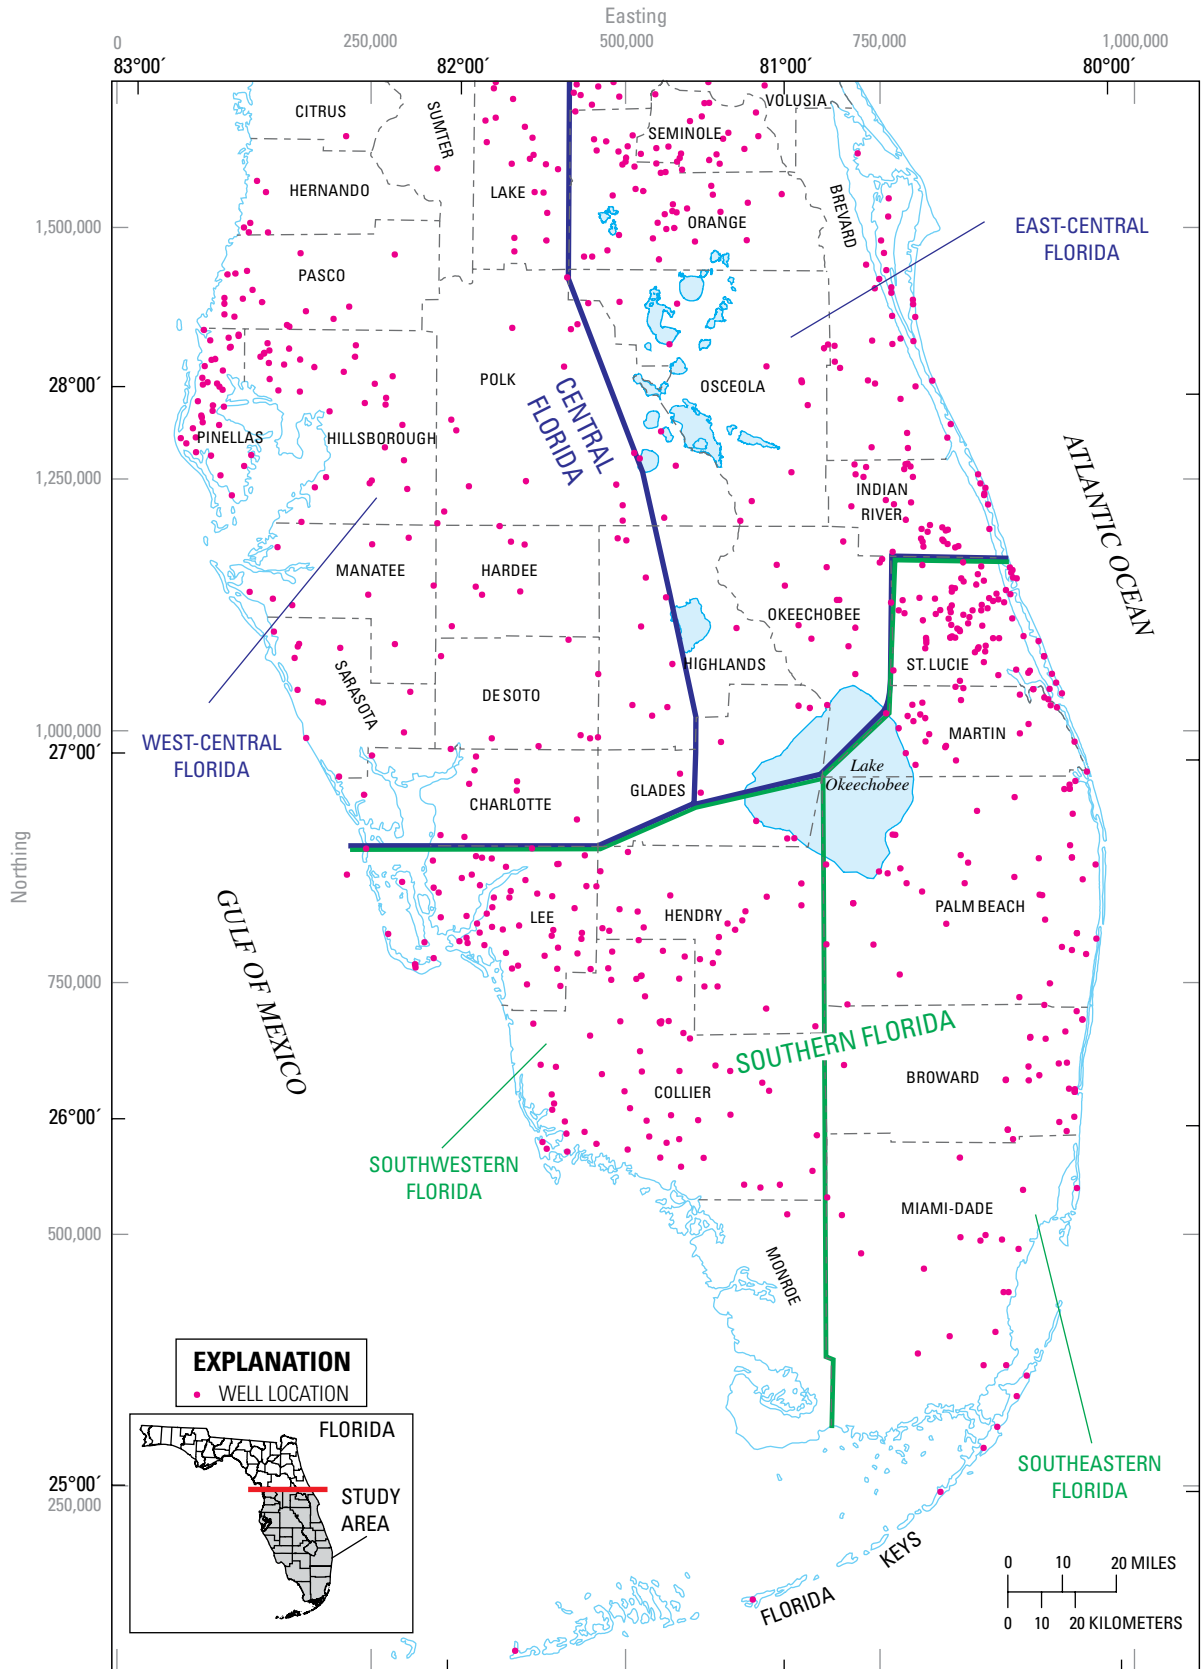 Easting
0
250,000
500,000
750,000
1,000,000
83°00´
82°00´
81°00´
80°00´
CITRUS
SUMTER
VOLUSIA
SEMINOLE
HERNANDO
LAKE
BREVARD
ORANGE
1,500,000
EAST-CENTRAL
FLORIDA
PASCO
28°00´
POLK
CENTRAL
FLORIDA
OSCEOLA
PINELLAS
HILLSBOROUGH
ATLANTIC OCEAN
1,250,000
INDIAN
RIVER
MANATEE
HARDEE
OKEECHOBEE
HIGHLANDS
ST. LUCIE
SARASOTA
DE SOTO
1,000,000
27°00´
WEST-CENTRAL
FLORIDA
MARTIN
Lake
Okeechobee
GLADES
CHARLOTTE
Northing
GULF OF MEXICO
LEE
HENDRY
PALM BEACH
750,000
SOUTHERN FLORIDA
COLLIER
BROWARD
26°00´
SOUTHWESTERN
FLORIDA
MIAMI-DADE
500,000
MONROE
EXPLANATION
WELL LOCATION
FLORIDA
STUDY
AREA
25°00´
250,000
SOUTHEASTERN
FLORIDA
FLORIDA KEYS
0 10 20 MILES
0 10 20 KILOMETERS